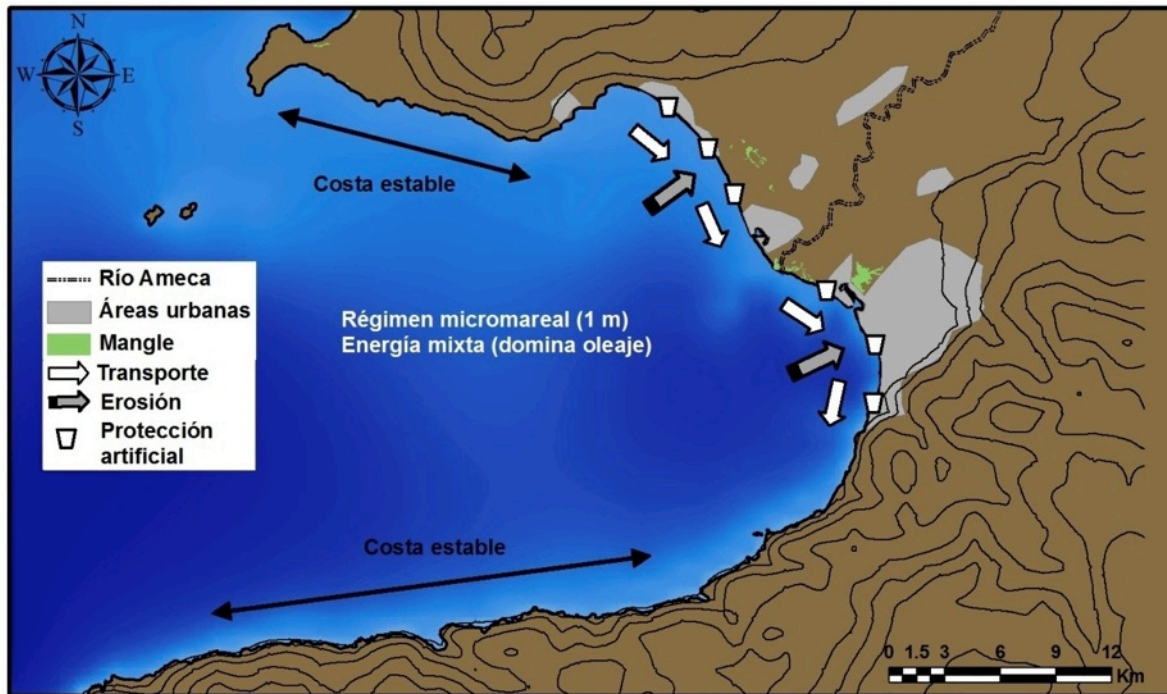 N
W E
S
Costa estable
Río Ameca
Áreas urbanas
Mangle
Transporte
Erosión
Protección
artificial
Régimen micromareal (1 m)
Energía mixta (domina oleaje)
Costa estable
0 1.5 3 6 9 12
Km